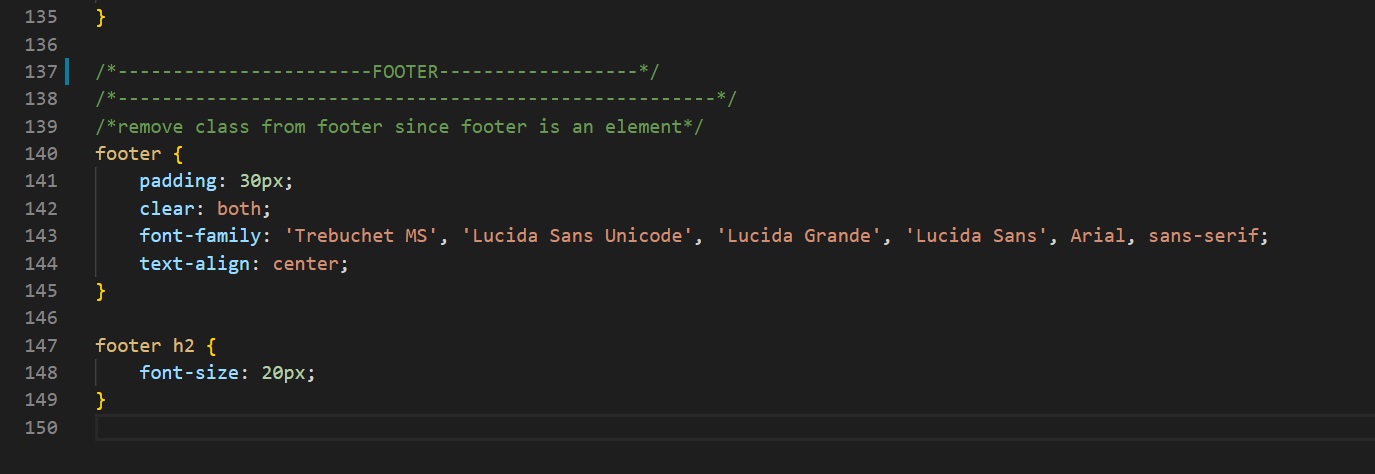 135 }
136
137 /*-----------------------FOOTER------------------*/
138 /*------------------------------------------------------*/
139 /*remove class from footer since footer is an element*/
140 footer {
141     padding: 30px;
142     clear: both;
143     font-family: 'Trebuchet MS', 'Lucida Sans Unicode', 'Lucida Grande', 'Lucida Sans', Arial, sans-serif;
144     text-align: center;
145 }
146
147 footer h2 {
148     font-size: 20px;
149 }
150